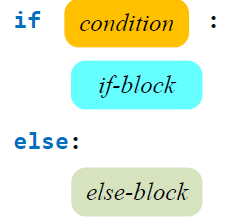 if condition :
if-block
else:
else-block